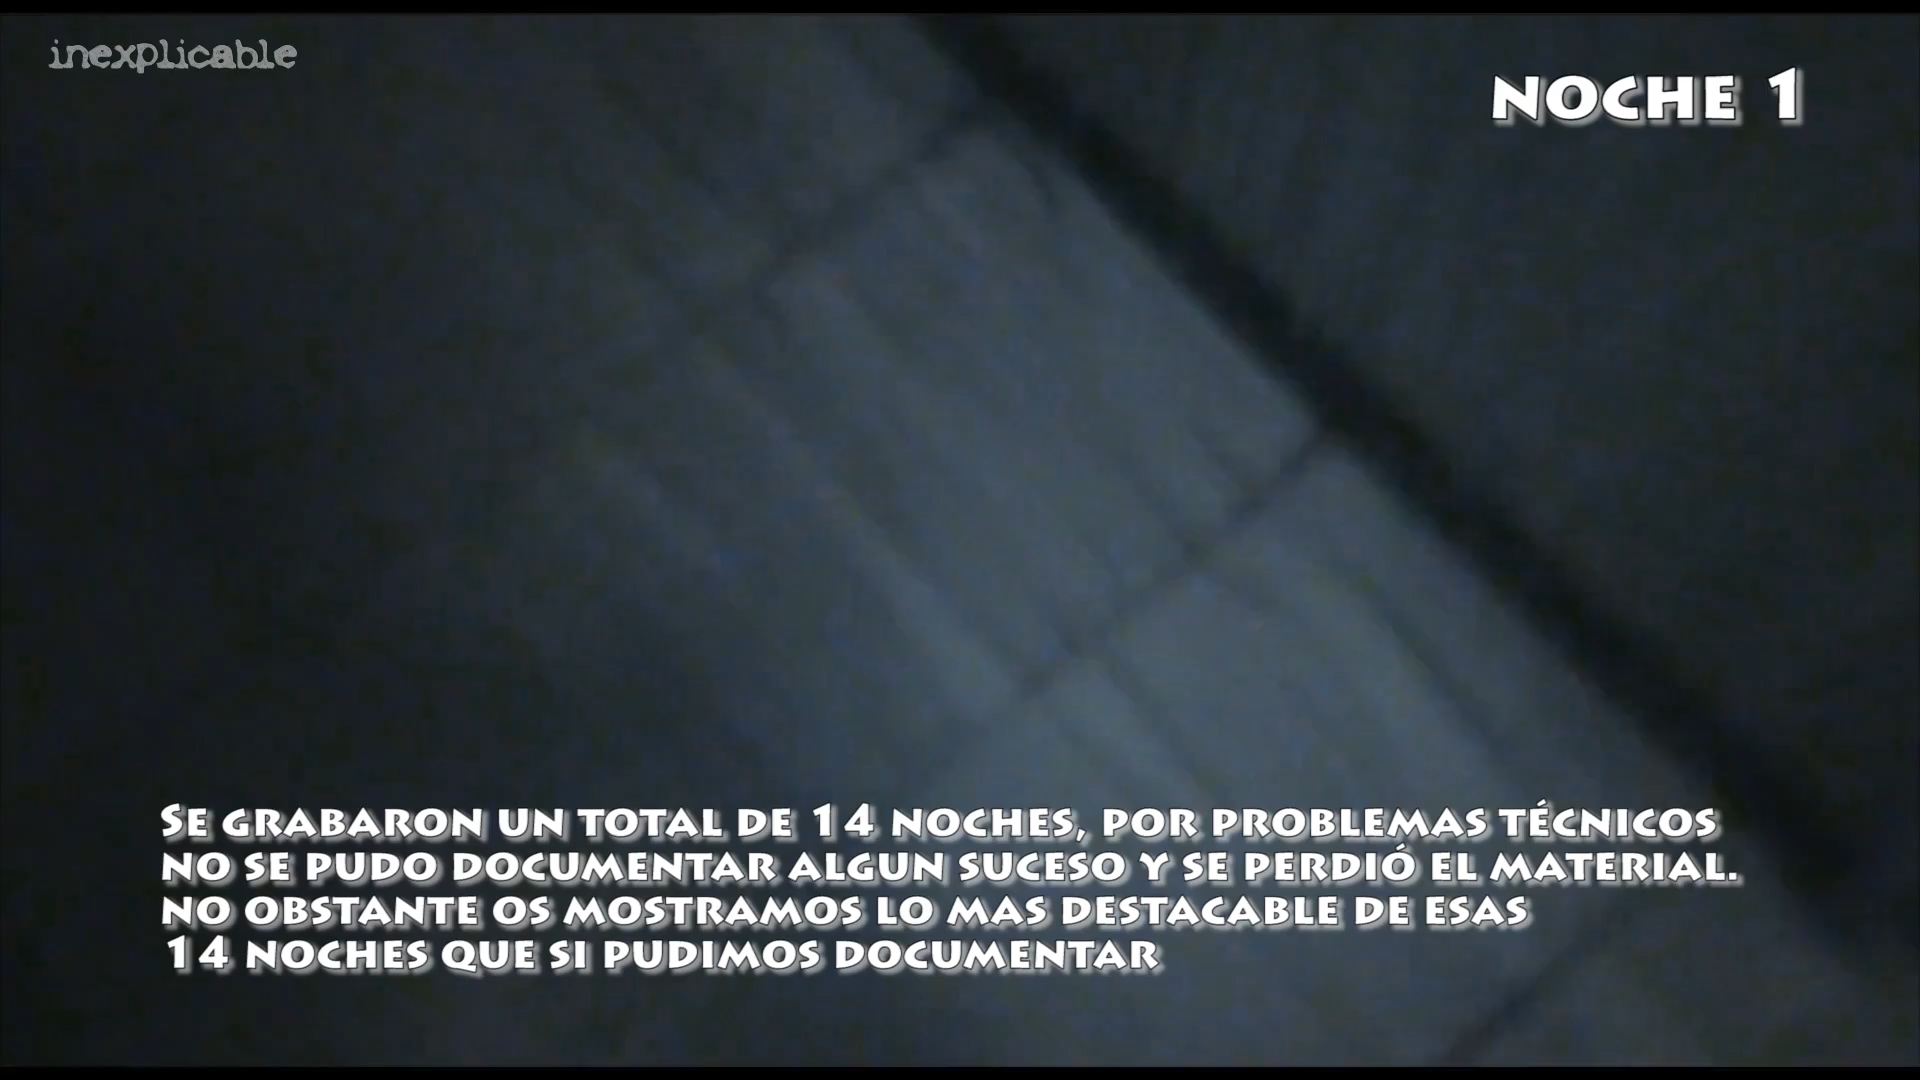 inexplicable
NOCHE 1
SE GRABARON UN TOTAL DE 14 NOCHES, POR PROBLEMAS TÉCNICOS
NO SE PUDO DOCUMENTAR ALGUN SUCESO Y SE PERDIÓ EL MATERIAL.
NO OBSTANTE OS MOSTRAMOS LO MAS DESTACABLE DE ESAS
14 NOCHES QUE SI PUDIMOS DOCUMENTAR